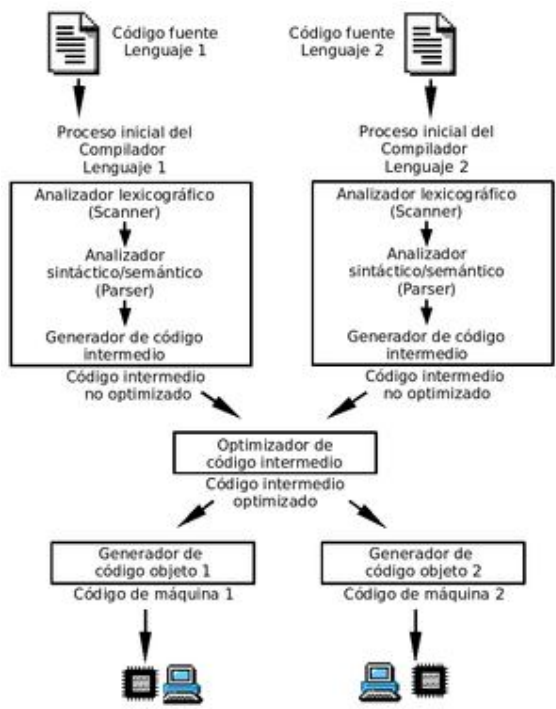 Código fuente
Lenguaje 1
Código fuente
Lenguaje 2
Proceso inicial del
Compilador
Lenguaje 1
Proceso inicial del
Compilador
Lenguaje 2
Analizador lexicográfico
(Scanner)
Analizador
sintáctico/semántico
(Parser)
Generador de código
intermedio
Analizador lexicográfico
(Scanner)
Analizador
sintáctico/semántico
(Parser)
Generador de código
intermedio
Código intermedio
no optimizado
Código intermedio
no optimizado
Optimizador de
código intermedio
Código intermedio
optimizado
Generador de
código objeto 1
Código de máquina 1
Generador de
código objeto 2
Código de máquina 2